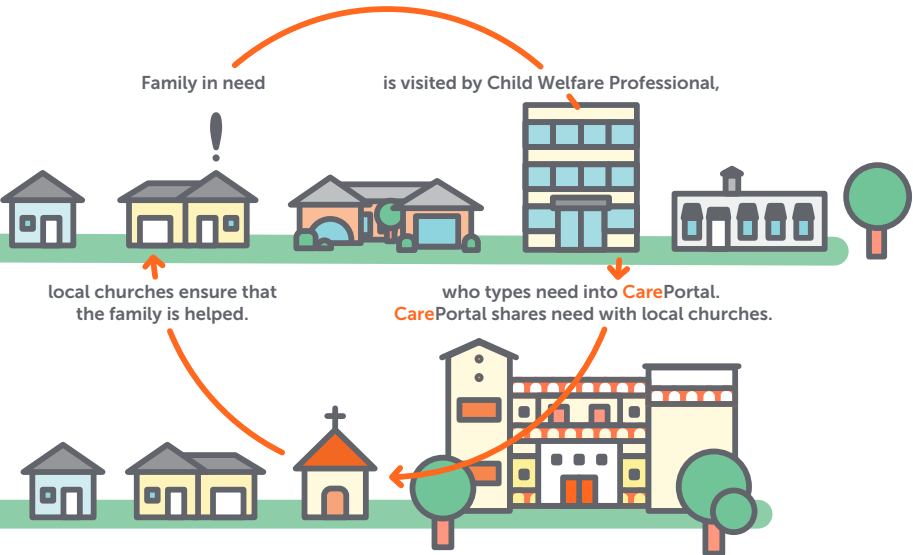 Family in need
is visited by Child Welfare Professional,
who types need into CarePortal.
CarePortal shares need with local churches.
local churches ensure that
the family is helped.